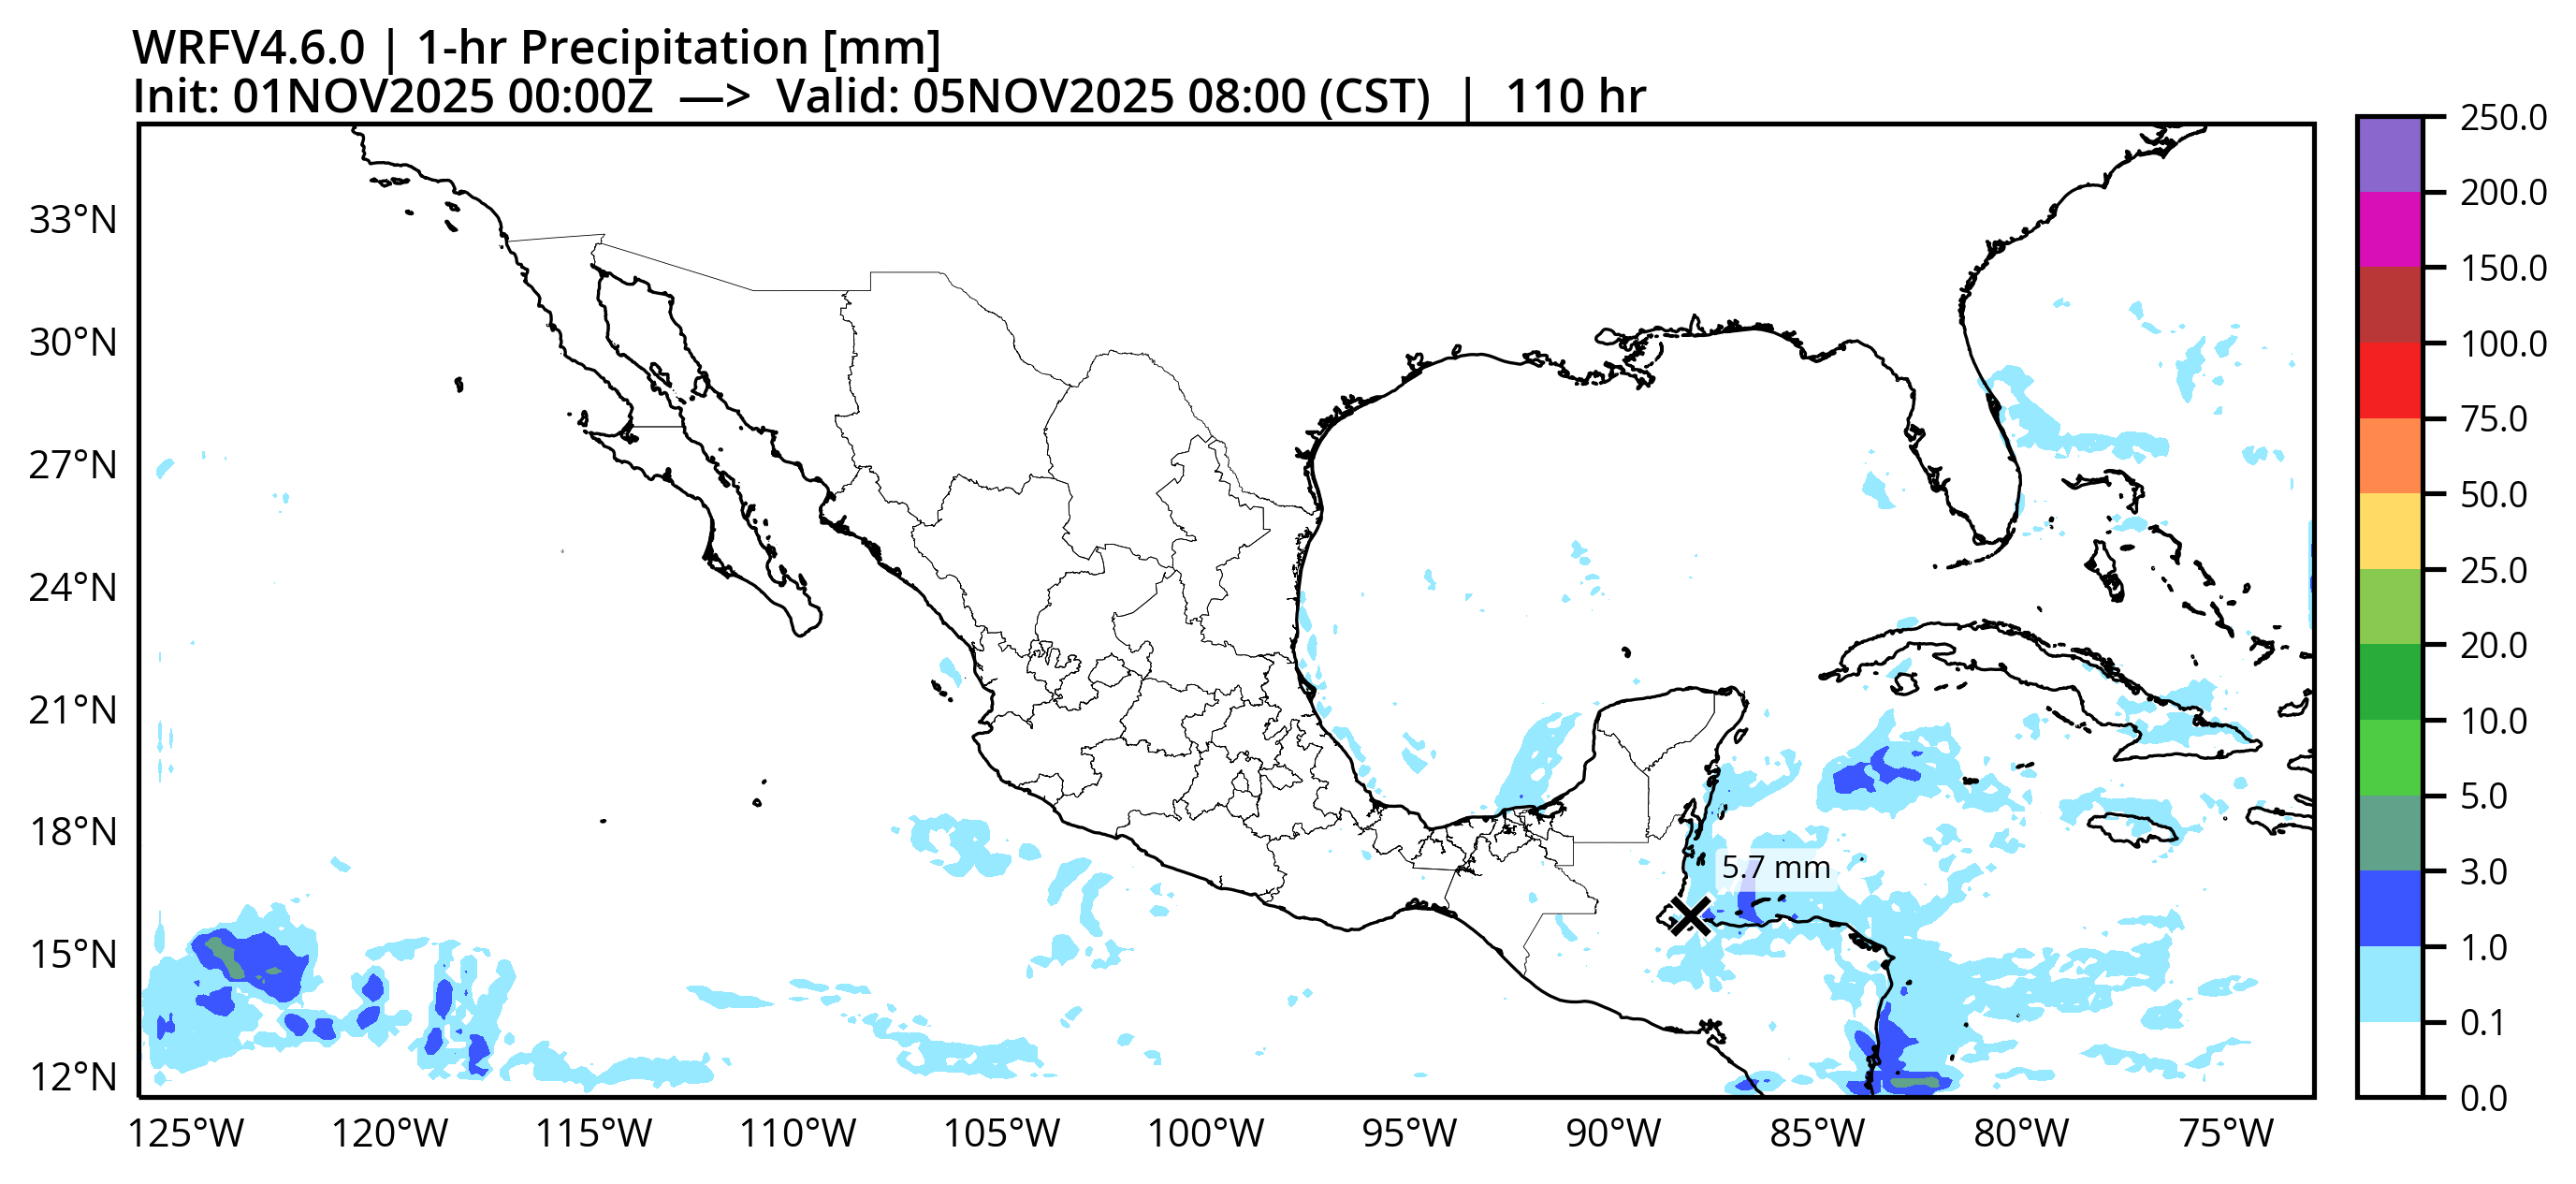 WRFV4.6.0 | 1-hr Precipitation [mm]
Init: 01NOV2025 00:00Z —> Valid: 05NOV2025 08:00 (CST) | 110 hr
33°N
30°N
27°N
24°N
21°N
18°N
15°N
12°N
125°W 120°W 115°W 110°W 105°W 100°W 95°W 90°W 85°W 80°W 75°W
5.7 mm
250.0
200.0
150.0
100.0
75.0
50.0
25.0
20.0
10.0
5.0
3.0
1.0
0.1
0.0